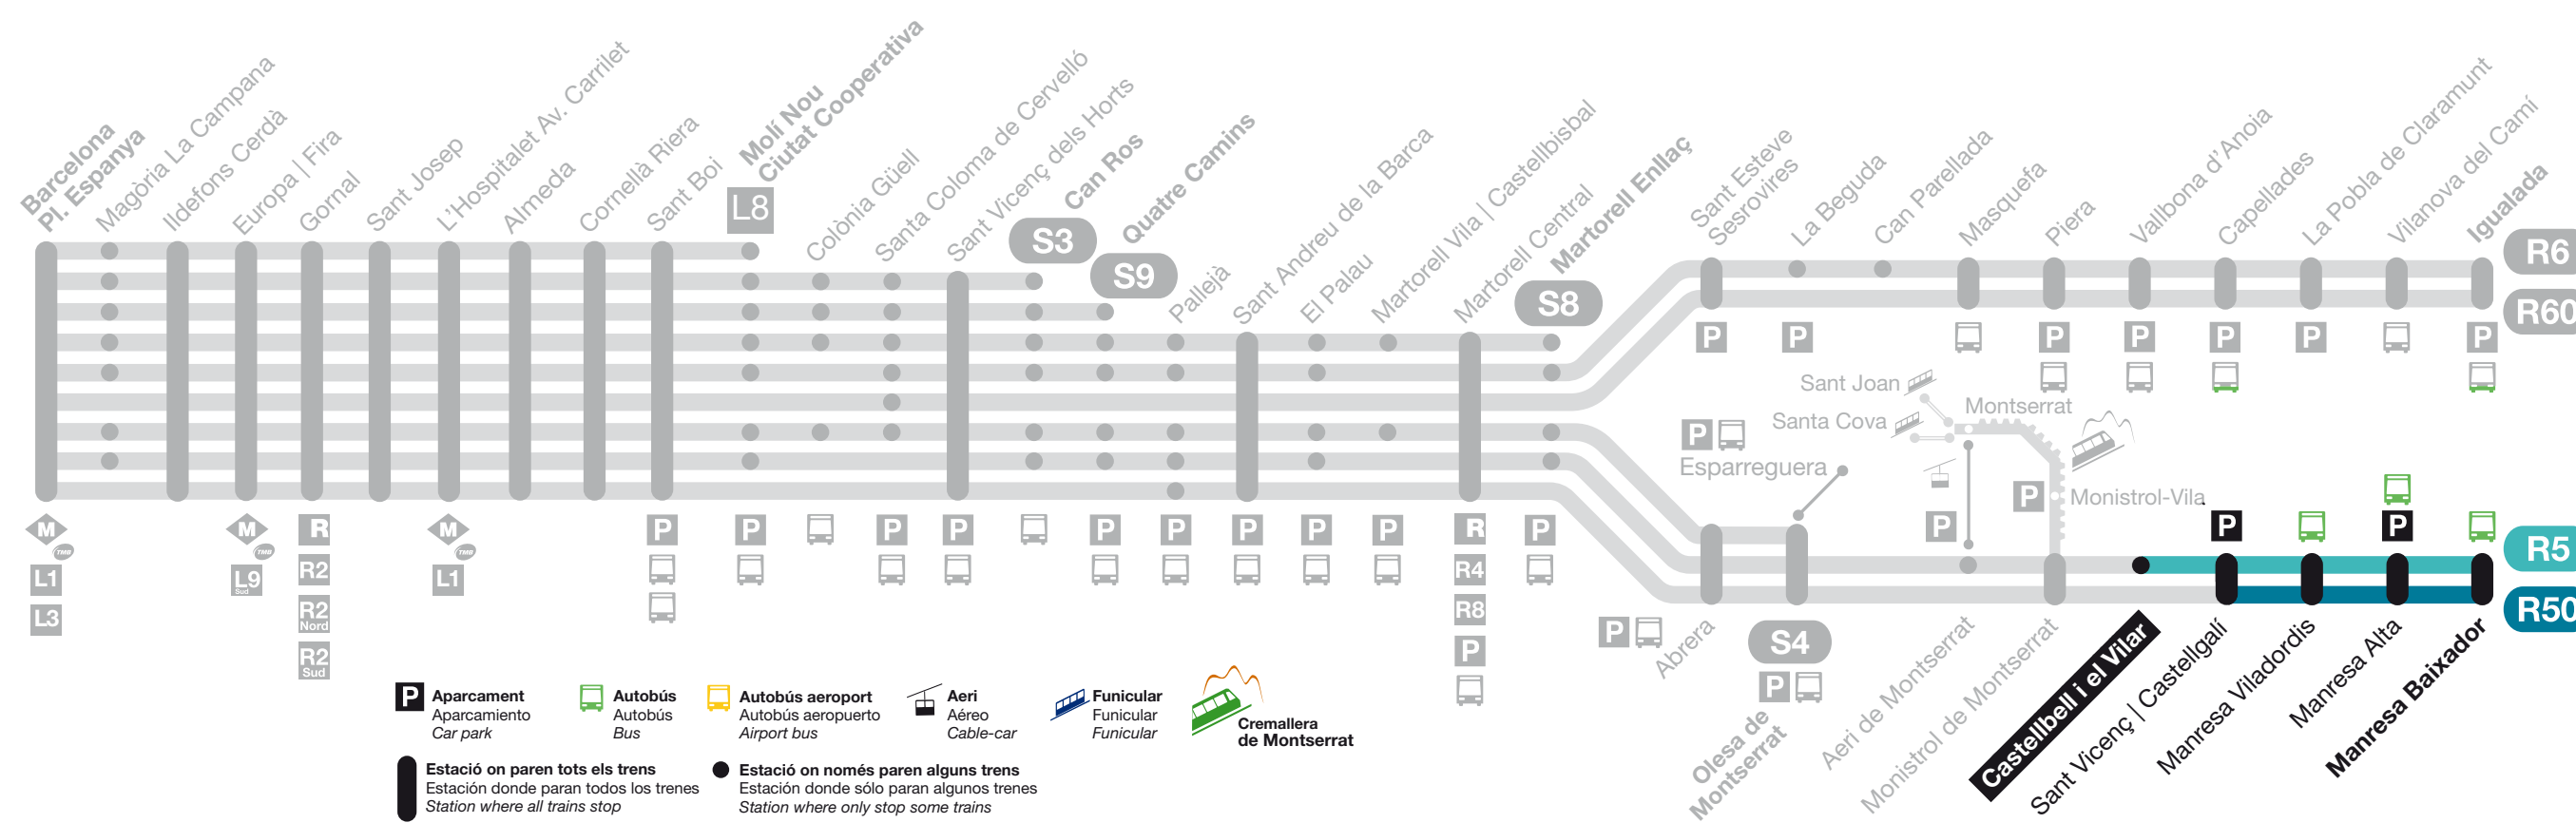 Barcelona
Pl. Espanya
Magòria La Campana
Ildefons Cerdà
Europa | Fira
Gornal
Sant Josep
L'Hospitalet Av. Carrilet
Almeda
Cornellà Riera
Sant Boi
Molí Nou
Ciutat Cooperativa
L8
Colònia Güell
Santa Coloma de Cervelló
Sant Vicenç dels Horts
Can Ros
S3
Quatre Camins
S9
Pallejà
Sant Andreu de la Barca
El Palau
Martorell Vila | Castellbisbal
Martorell Central
Martorell Enllaç
S8
Sant Esteve
Sesrovires
La Beguda
Can Parellada
Masquefa
Piera
Vallbona d'Anoia
Capellades
La Pobla de Claramunt
Vilanova del Camí
Igualada
R6
R60
P
P
P
P
P
P
P
Sant Joan
Santa Cova
Montserrat
P
Esparreguera
P
Monistrol-Vila
P
P
P
R5
R50
M
TMB
L1
L3
M
TMB
L9
Sud
R
R2
R2
Nord
R2
Sud
M
TMB
L1
P
P
P
P
P
P
P
P
P
R
R4
R8
P
P
P
Abrera
S4
P
Olesa de
Montserrat
Aeri de Montserrat
Monistrol de Montserrat
Castellbell i el Vilar
Sant Vicenç | Castellgalí
Manresa Viladordis
Manresa Alta
Manresa Baixador
P
Aparcament
Aparcamiento
Car park
Autobús
Autobús
Bus
Autobús aeroport
Autobús aeropuerto
Airport bus
Aeri
Aéreo
Cable-car
Funicular
Funicular
Funicular
Cremallera
de Montserrat
Estació on paren tots els trens
Estación donde paran todos los trenes
Station where all trains stop
Estació on només paren alguns trens
Estación donde sólo paran algunos trenes
Station where only stop some trains